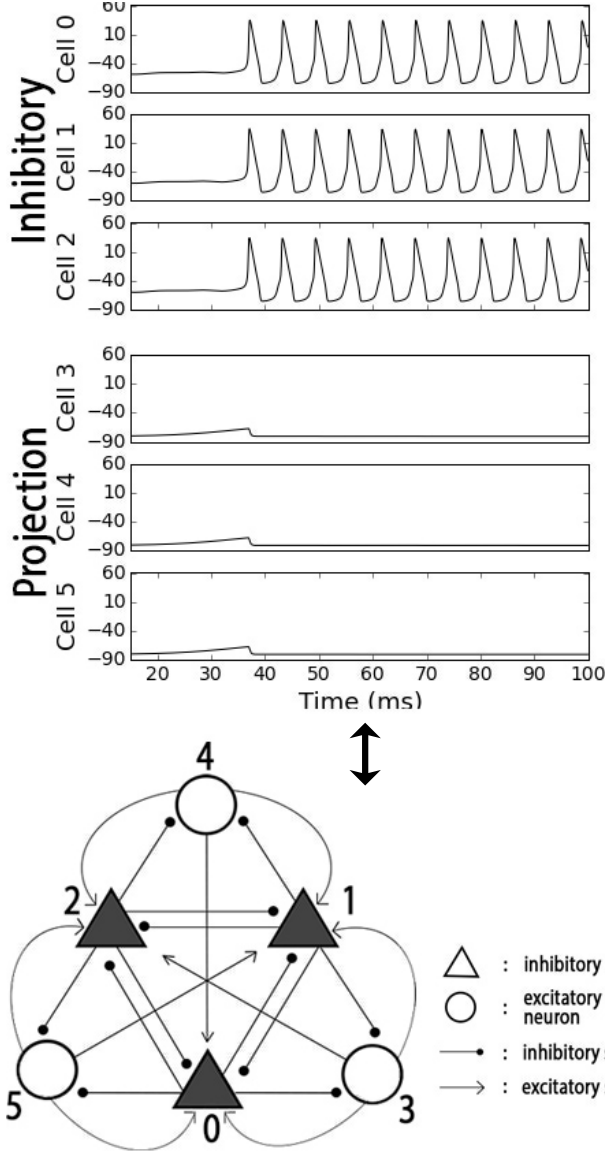 Inhibitory
Cell 0
60
10
−40
−90
Cell 1
60
10
−40
−90
Cell 2
60
10
−40
−90
Projection
Cell 3
60
10
−40
−90
Cell 4
60
10
−40
−90
Cell 5
60
10
−40
−90
20 30 40 50 60 70 80 90 100
Time (ms)
4
2 1
5 0 3
: inhibitory
: excitatory
neuron
: inhibitory
: excitatory